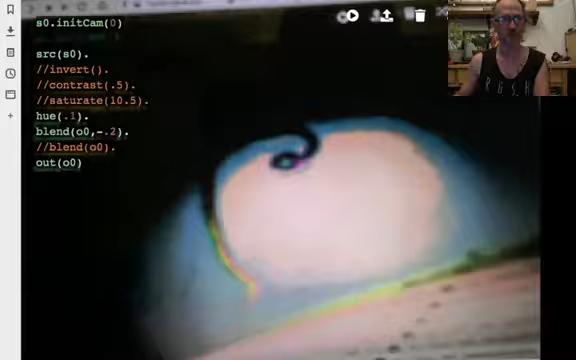 s0.initCam(0)
src(s0).
//invert().
//contrast(.5).
//saturate(10.5).
hue(.1).
blend(o0,-.2).
//blend(o0).
out(o0)